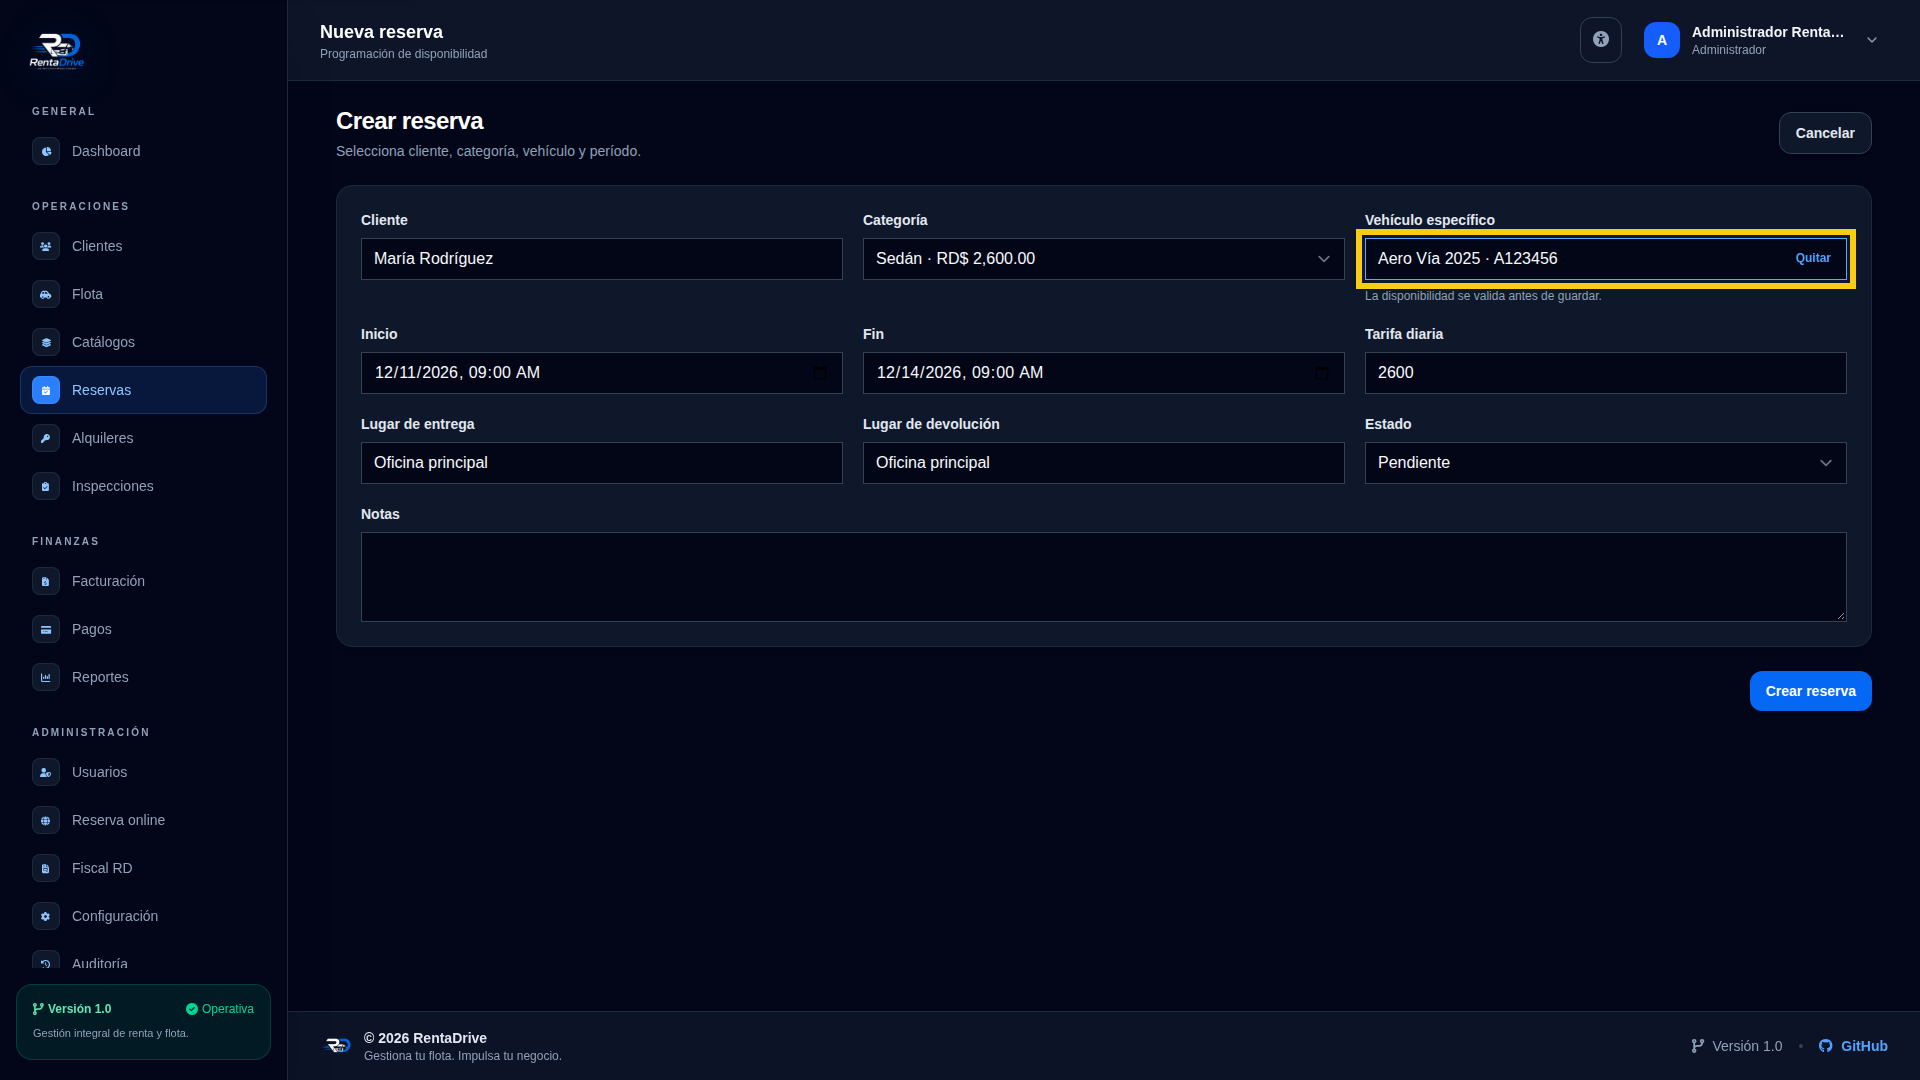 RentaDrive
GENERAL
Dashboard
OPERACIONES
Clientes
Flota
Catálogos
Reservas
Alquileres
Inspecciones
FINANZAS
Facturación
Pagos
Reportes
ADMINISTRACIÓN
Usuarios
Reserva online
Fiscal RD
Configuración
Auditoría
Versión 1.0
Operativa
Gestión integral de renta y flota.
Nueva reserva
Programación de disponibilidad
A
Administrador Renta...
Administrador
Crear reserva
Selecciona cliente, categoría, vehículo y período.
Cancelar
Cliente
María Rodríguez
Categoría
Sedán · RD$ 2,600.00
Vehículo específico
Aero Vía 2025 · A123456
Quitar
La disponibilidad se valida antes de guardar.
Inicio
12/11/2026, 09:00 AM
Fin
12/14/2026, 09:00 AM
Tarifa diaria
2600
Lugar de entrega
Oficina principal
Lugar de devolución
Oficina principal
Estado
Pendiente
Notas
Crear reserva
© 2026 RentaDrive
Gestiona tu flota. Impulsa tu negocio.
Versión 1.0
•
GitHub